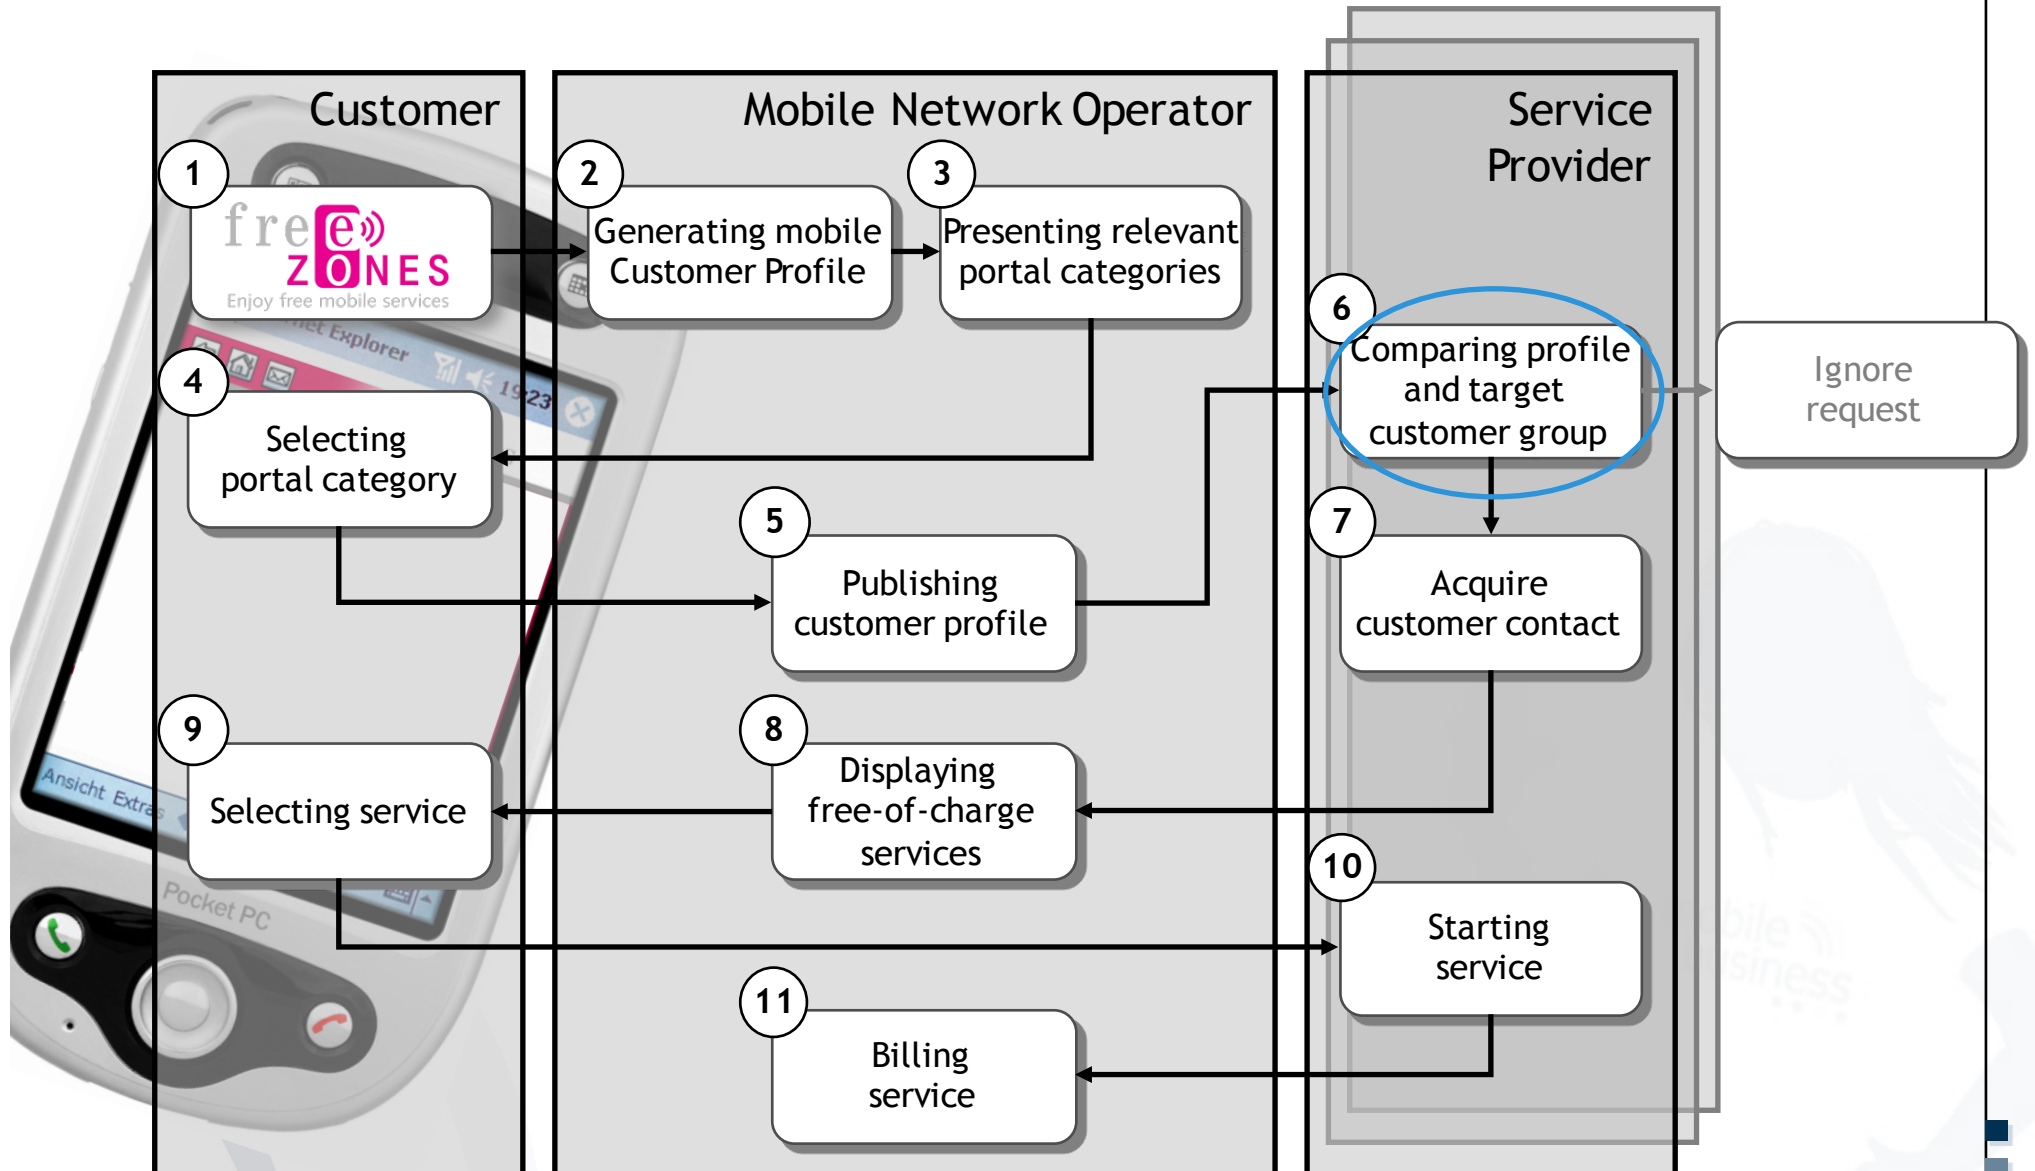 Customer
Mobile Network Operator
Service
Provider
1
free
ZONES
Enjoy free mobile services
2
Generating mobile
Customer Profile
3
Presenting relevant
portal categories
4
Selecting
portal category
5
Publishing
customer profile
6
Comparing profile
and target
customer group
Ignore
request
7
Acquire
customer contact
8
Displaying
free-of-charge
services
9
Selecting service
10
Starting
service
11
Billing
service
Explorer
19:23
Ansicht Extras
Pocket PC